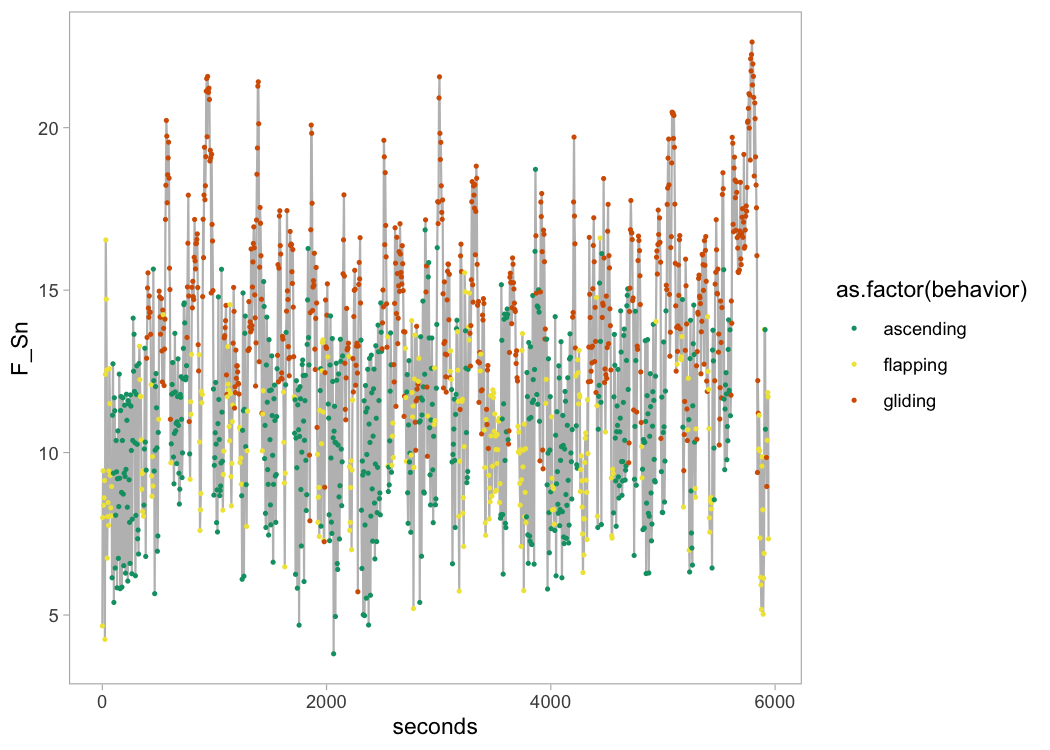 F_Sn
20
15
10
5
0 2000 4000 6000
seconds
as.factor(behavior)
ascending
flapping
gliding